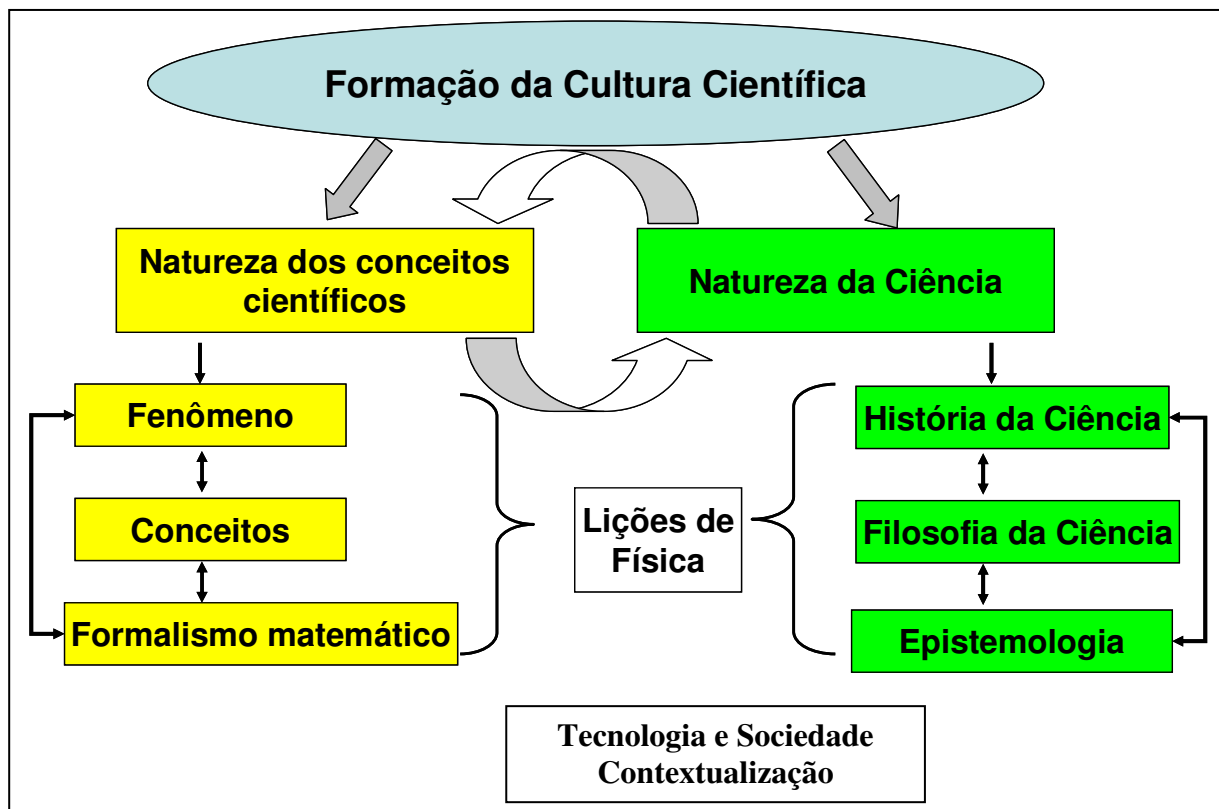 Formação da Cultura Científica
Natureza dos conceitos
científicos
Natureza da Ciência
Fenômeno
Conceitos
Formalismo matemático
Lições de
Física
História da Ciência
Filosofia da Ciência
Epistemologia
Tecnologia e Sociedade
Contextualização